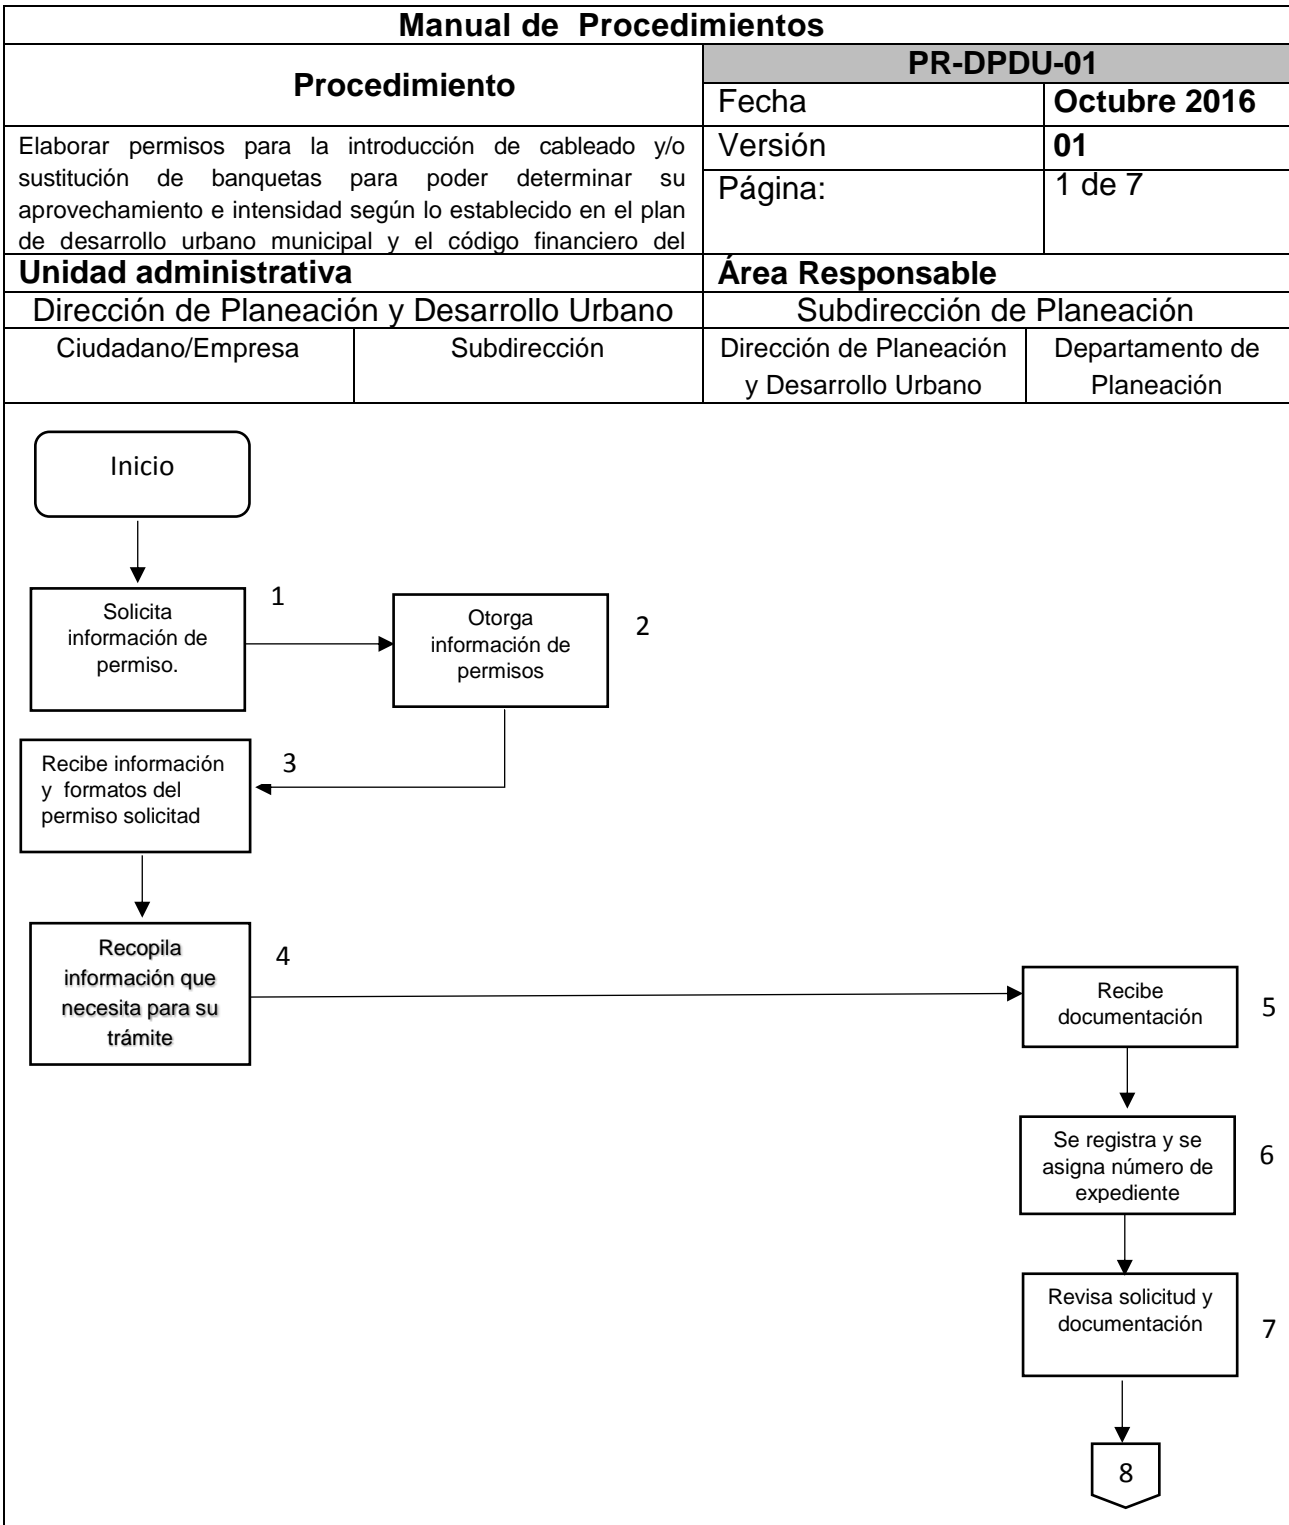 Manual de  Procedimientos
Procedimiento
PR-DPDU-01
Fecha
Octubre 2016
Elaborar permisos para la introducción de cableado y/o
sustitución de banquetas para poder determinar su
aprovechamiento e intensidad según lo establecido en el plan
de desarrollo urbano municipal y el código financiero del
Versión
01
Página:
1 de 7
Unidad administrativa
Área Responsable
Dirección de Planeación y Desarrollo Urbano
Subdirección de Planeación
Ciudadano/Empresa
Subdirección
Dirección de Planeación
y Desarrollo Urbano
Departamento de
Planeación
Inicio
Solicita
información de
permiso.
1
Otorga
información de
permisos
2
Recibe información
y  formatos del
permiso solicitad
3
Recopila
información que
necesita para su
trámite
4
Recibe
documentación
5
Se registra y se
asigna número de
expediente
6
Revisa solicitud y
documentación
7
8